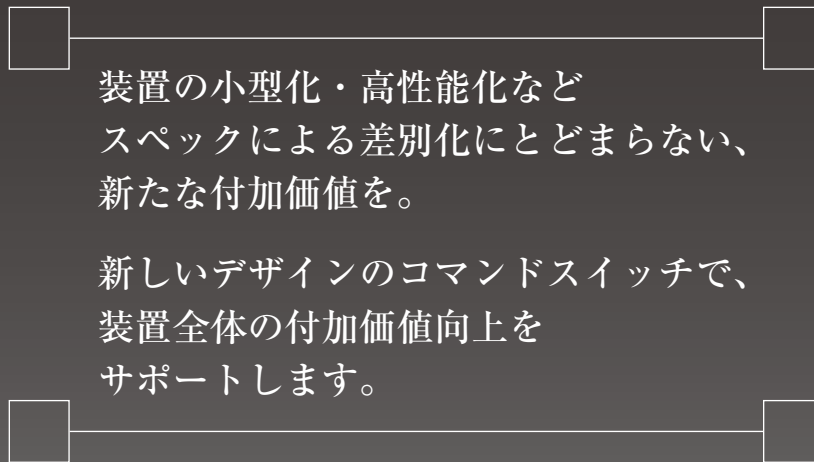 装置の小型化・高性能化など
スペックによる差別化にとどまらない、
新たな付加価値を。
新しいデザインのコマンドスイッチで、
装置全体の付加価値向上を
サポートします。